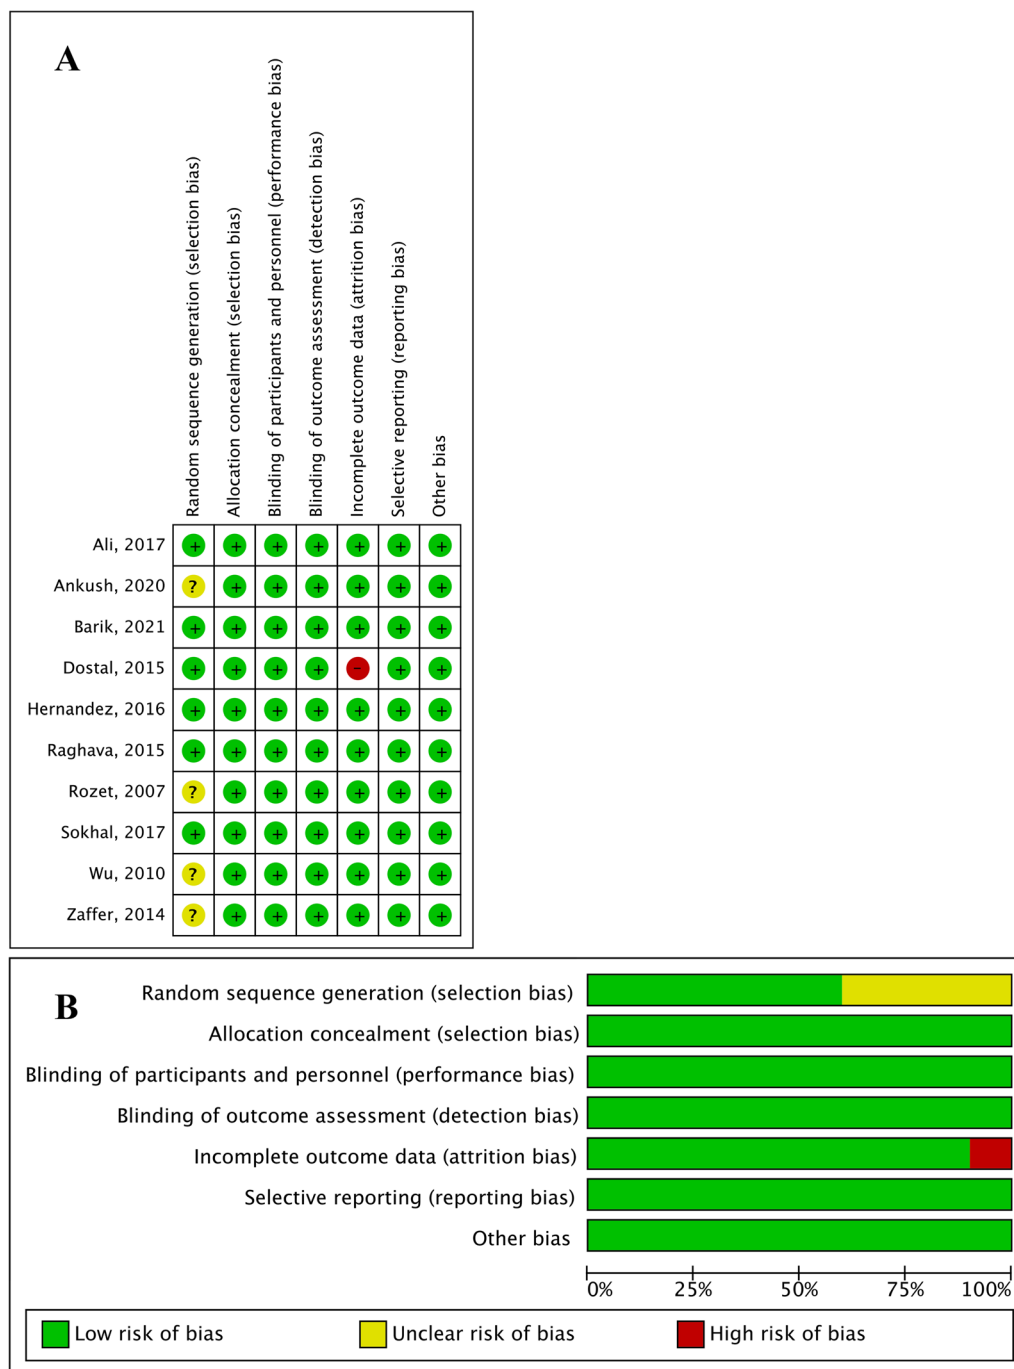 A
Random sequence generation (selection bias)
Allocation concealment (selection bias)
Blinding of participants and personnel (performance bias)
Blinding of outcome assessment (detection bias)
Incomplete outcome data (attrition bias)
Selective reporting (reporting bias)
Other bias
Ali, 2017 + + + + + + +
Ankush, 2020 ? + + + + + +
Barik, 2021 + + + + + + +
Dostal, 2015 + + + + - + +
Hernandez, 2016 + + + + + + +
Raghava, 2015 + + + + + + +
Rozet, 2007 ? + + + + + +
Sokhal, 2017 + + + + + + +
Wu, 2010 ? + + + + + +
Zaffer, 2014 ? + + + + + +
B
Random sequence generation (selection bias)
Allocation concealment (selection bias)
Blinding of participants and personnel (performance bias)
Blinding of outcome assessment (detection bias)
Incomplete outcome data (attrition bias)
Selective reporting (reporting bias)
Other bias
0% 25% 50% 75% 100%
Low risk of bias Unclear risk of bias High risk of bias